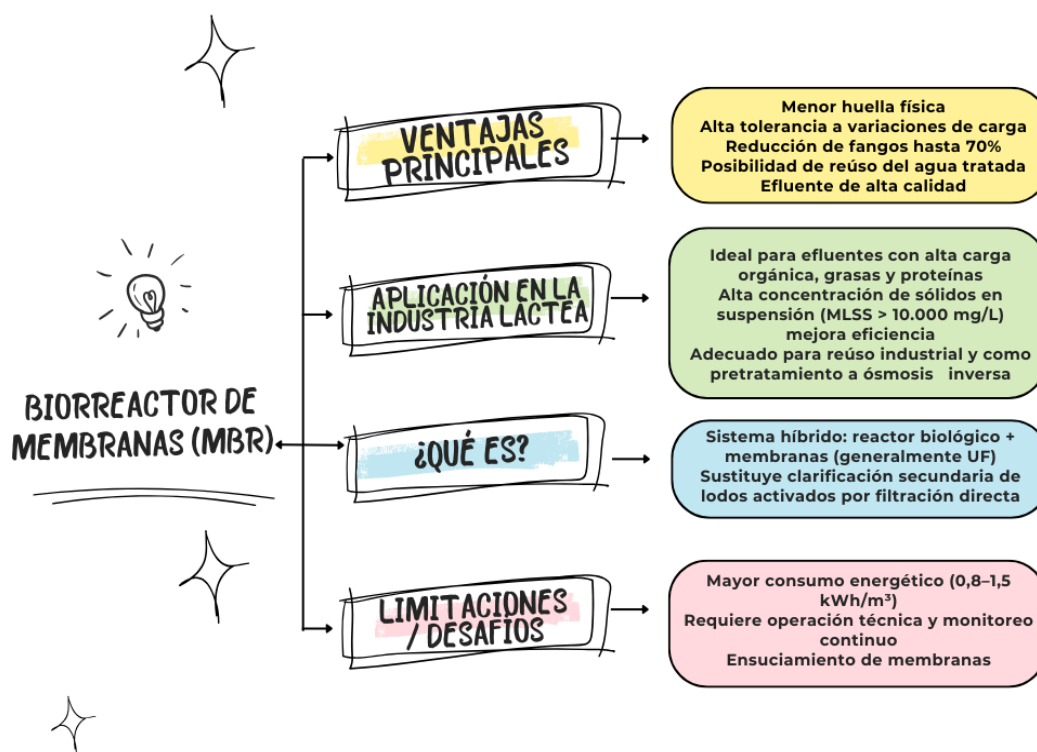 VENTAJAS
PRINCIPALES
Menor huella física
Alta tolerancia a variaciones de carga
Reducción de fangos hasta 70%
Posibilidad de reúso del agua tratada
Efluente de alta calidad
APLICACIÓN EN LA
INDUSTRIA LÁCTEA
Ideal para efluentes con alta carga
orgánica, grasas y proteínas
Alta concentración de sólidos en
suspensión (MLSS > 10.000 mg/L)
mejora eficiencia
Adecuado para reúso industrial y como
pretratamiento a ósmosis inversa
BIORREACTOR DE
MEMBRANAS (MBR)
¿QUÉ ES?
Sistema híbrido: reactor biológico +
membranas (generalmente UF)
Sustituye clarificación secundaria de
lodos activados por filtración directa
LIMITACIONES
/ DESAFÍOS
Mayor consumo energético (0,8–1,5
kWh/m³)
Requiere operación técnica y monitoreo
continuo
Ensuciamiento de membranas